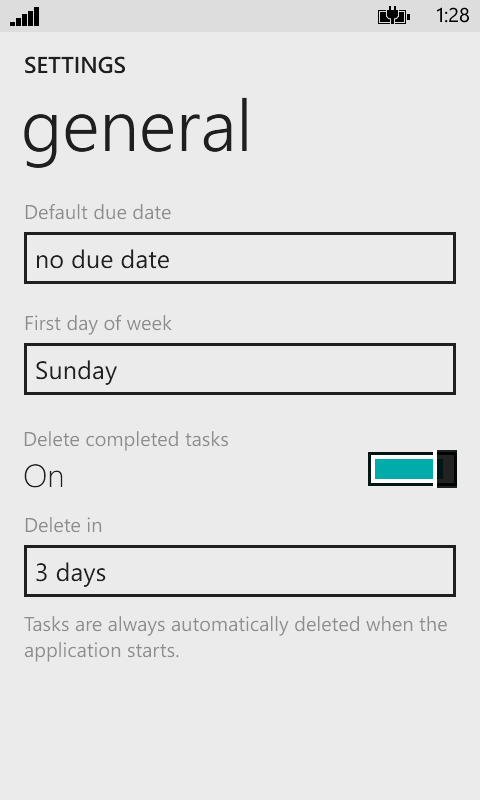 1:28
SETTINGS
general
Default due date
no due date
First day of week
Sunday
Delete completed tasks
On
Delete in
3 days
Tasks are always automatically deleted when the
application starts.